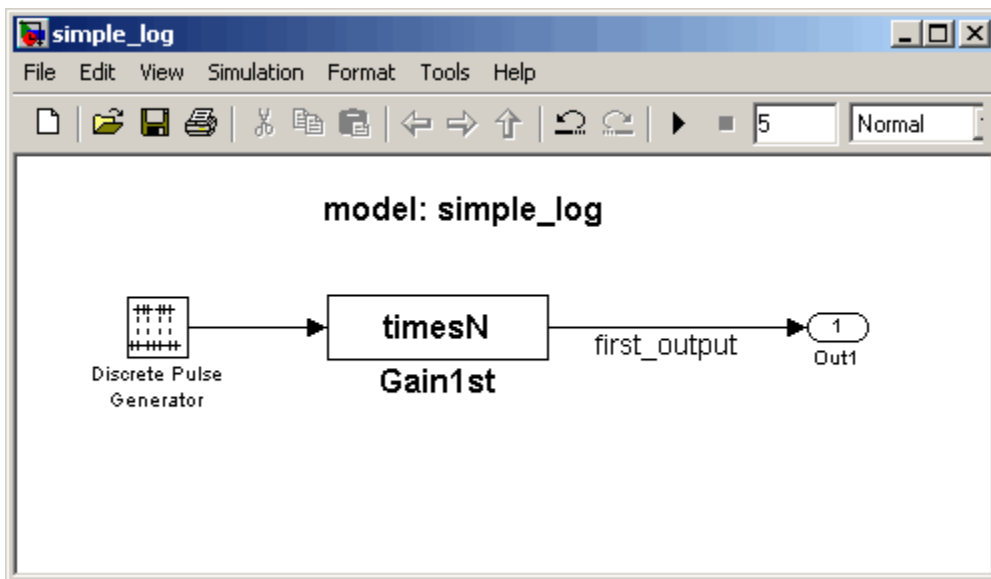 simple_log
File Edit View Simulation Format Tools Help
5 Normal
model: simple_log
timesN
Gain1st
first_output
1
Out1
Discrete Pulse
Generator